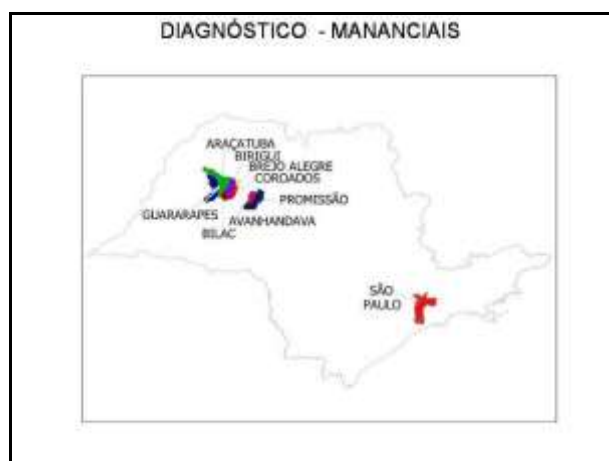 DIAGNÓSTICO - MANANCIAIS
ARAÇATUBA
BIRIGUI
BREJO ALEGRE
COROADOS
PROMISSÃO
GUARARAPES
AVANHANDAVA
BILAC
SÃO
PAULO